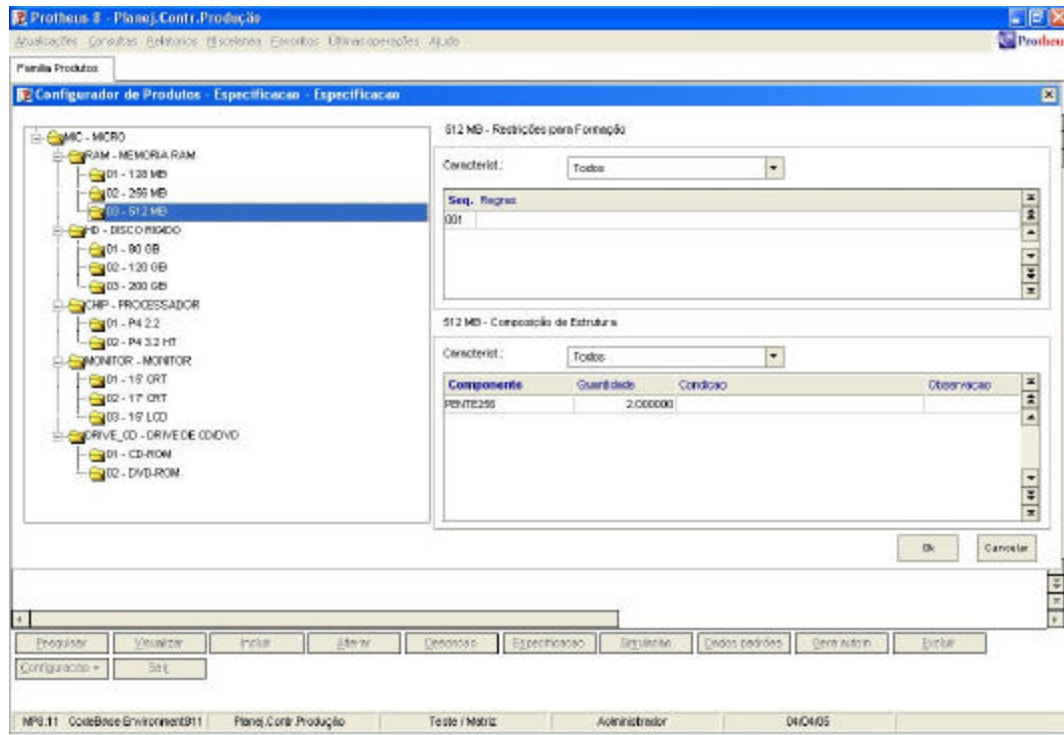 Protheus 8 - Planej.Contr.Produção
Atualizações Consultas Relatorios Miscelanea Favoritos Últimas operações Ajuda
Protheus
Familia Produtos
Configurador de Produtos - Especificacao - Especificacao
MIC - MICRO
RAM - MEMORIA RAM
01 - 128 MB
02 - 256 MB
03 - 512 MB
HD - DISCO RIGIDO
01 - 80 GB
02 - 120 GB
03 - 200 GB
CHIP - PROCESSADOR
01 - P4 2.2
02 - P4 3.2 HT
MONITOR - MONITOR
01 - 15' CRT
02 - 17' CRT
03 - 15' LCD
DRIVE_CD - DRIVE DE CD/DVD
01 - CD-ROM
02 - DVD-ROM
512 MB - Restrições para Formação
Caracterist.: Todos
Seq. Regras
001
512 MB - Composição de Estrutura
Caracterist.: Todos
Componente Quantidade Condicao Observacao
PENTE256 2.000000
Ok Cancelar
Pesquisar Visualizar Incluir Alterar Descricao Especificacao Simulacao Dados padrões Gera autom. Excluir
Configuracao Sair
MP8.11 CodeBase Environment811 Planej.Contr.Produção Teste / Matriz Administrador 04/04/05